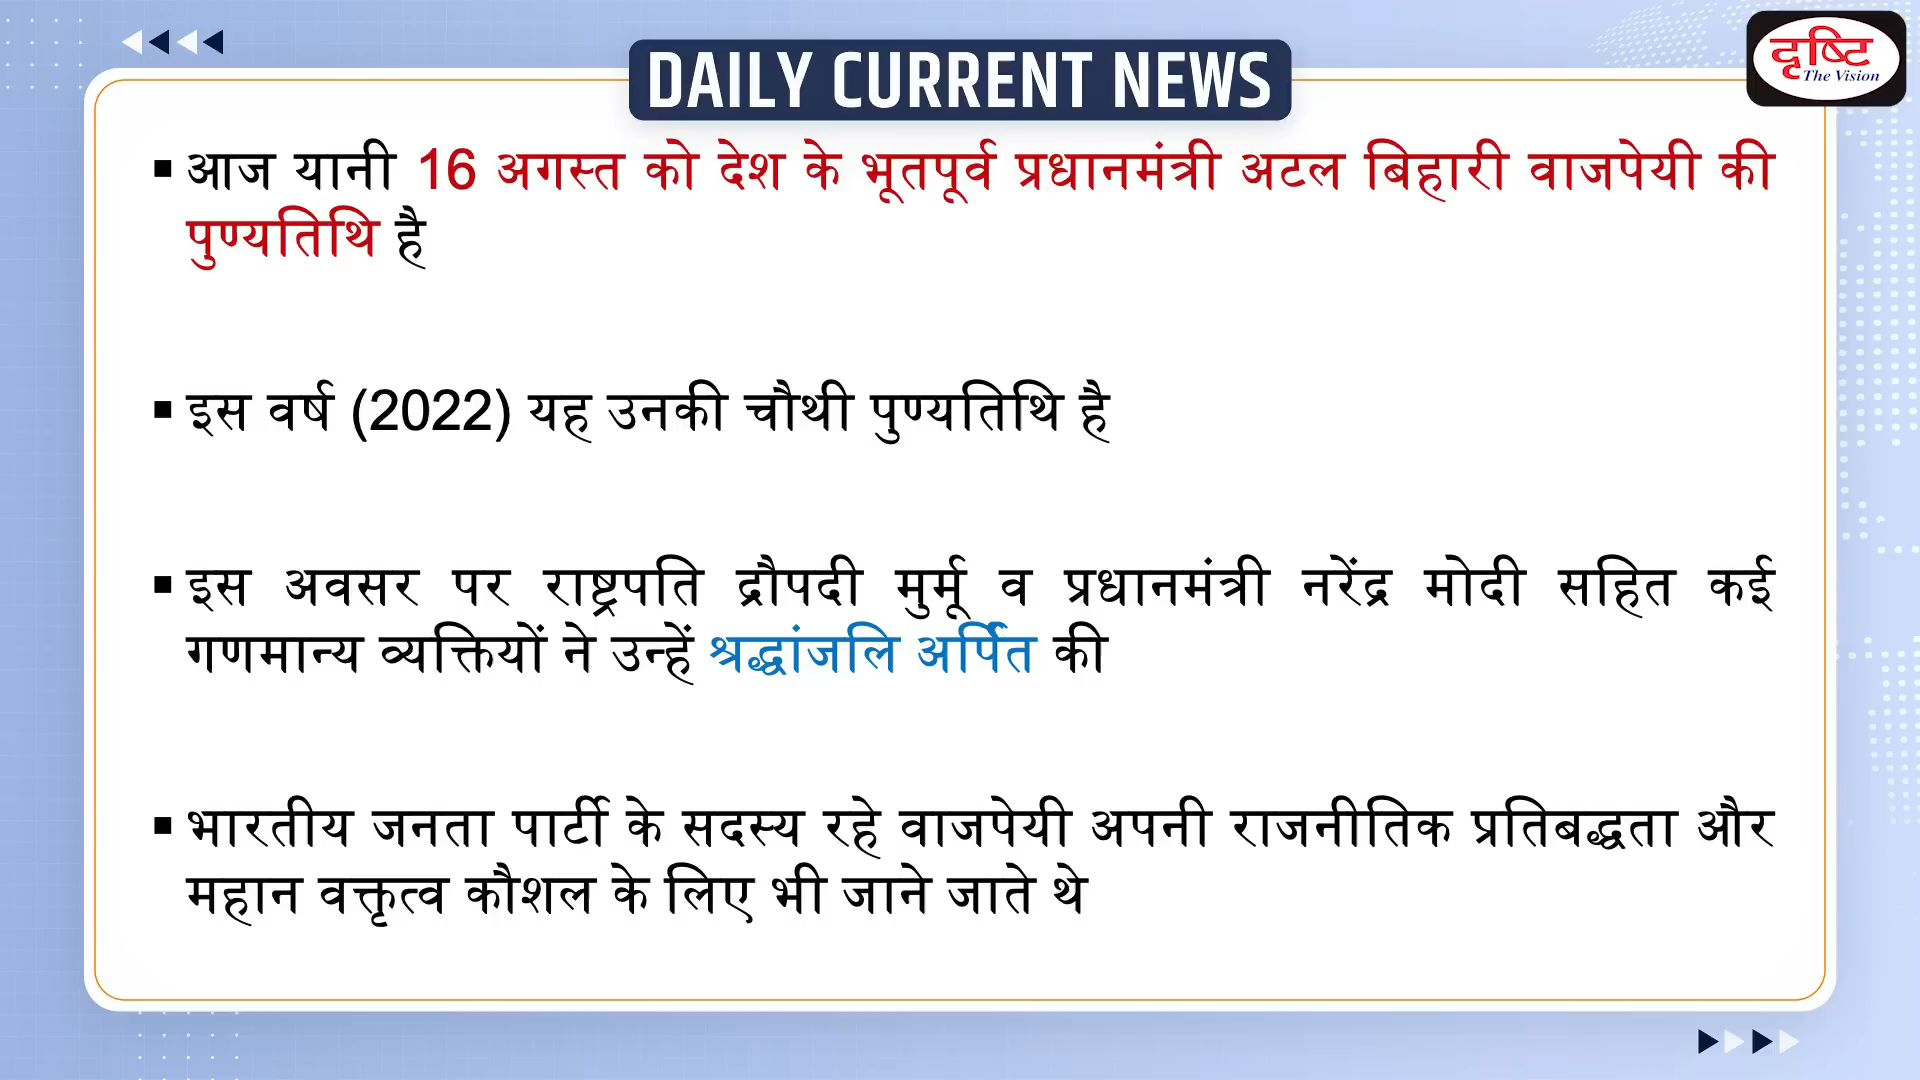 DAILY CURRENT NEWS
दृष्टि
The Vision
▪ आज यानी 16 अगस्त को देश के भूतपूर्व प्रधानमंत्री अटल बिहारी वाजपेयी की
पुण्यतिथि है
▪ इस वर्ष (2022) यह उनकी चौथी पुण्यतिथि है
▪ इस अवसर पर राष्ट्रपति द्रौपदी मुर्मू व प्रधानमंत्री नरेंद्र मोदी सहित कई
गणमान्य व्यक्तियों ने उन्हें श्रद्धांजलि अर्पित की
▪ भारतीय जनता पार्टी के सदस्य रहे वाजपेयी अपनी राजनीतिक प्रतिबद्धता और
महान वक्तृत्व कौशल के लिए भी जाने जाते थे